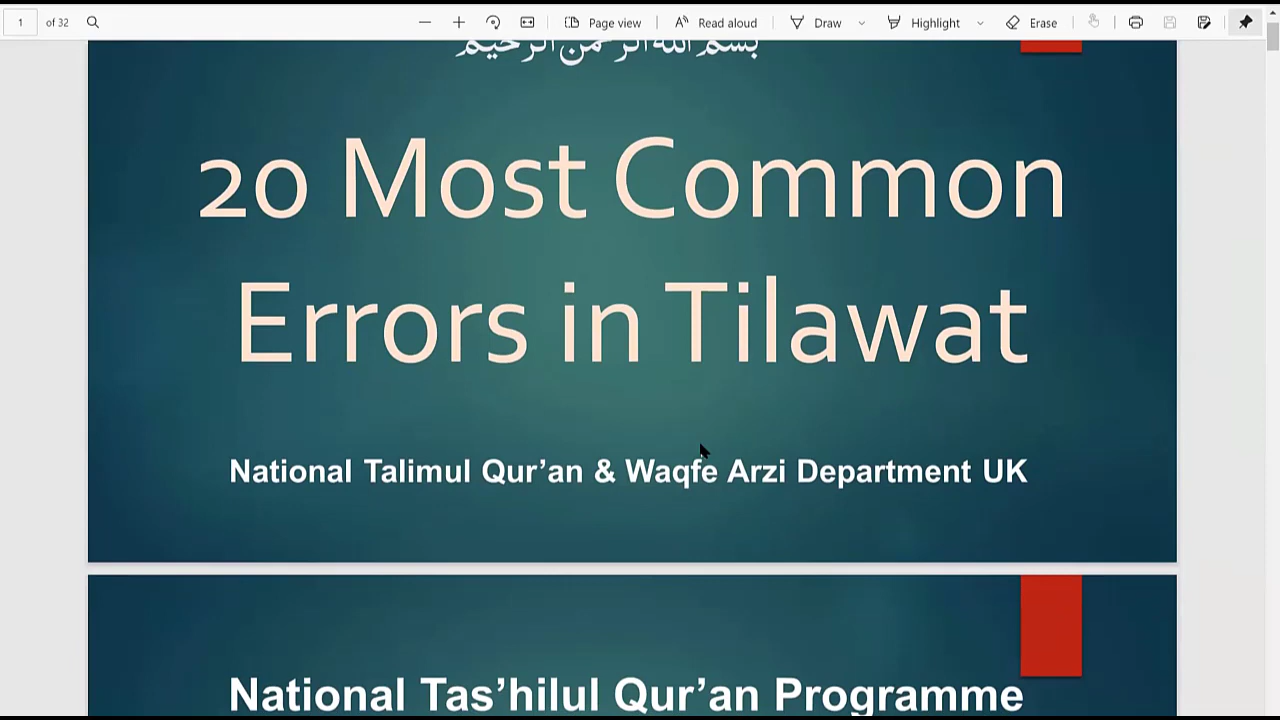 1 of 32 Page view Read aloud Draw Highlight Erase
بسم الله الرحمن الرحيم
20 Most Common
Errors in Tilawat
National Talimul Qur’an & Waqfe Arzi Department UK
National Tas’hilul Qur’an Programme